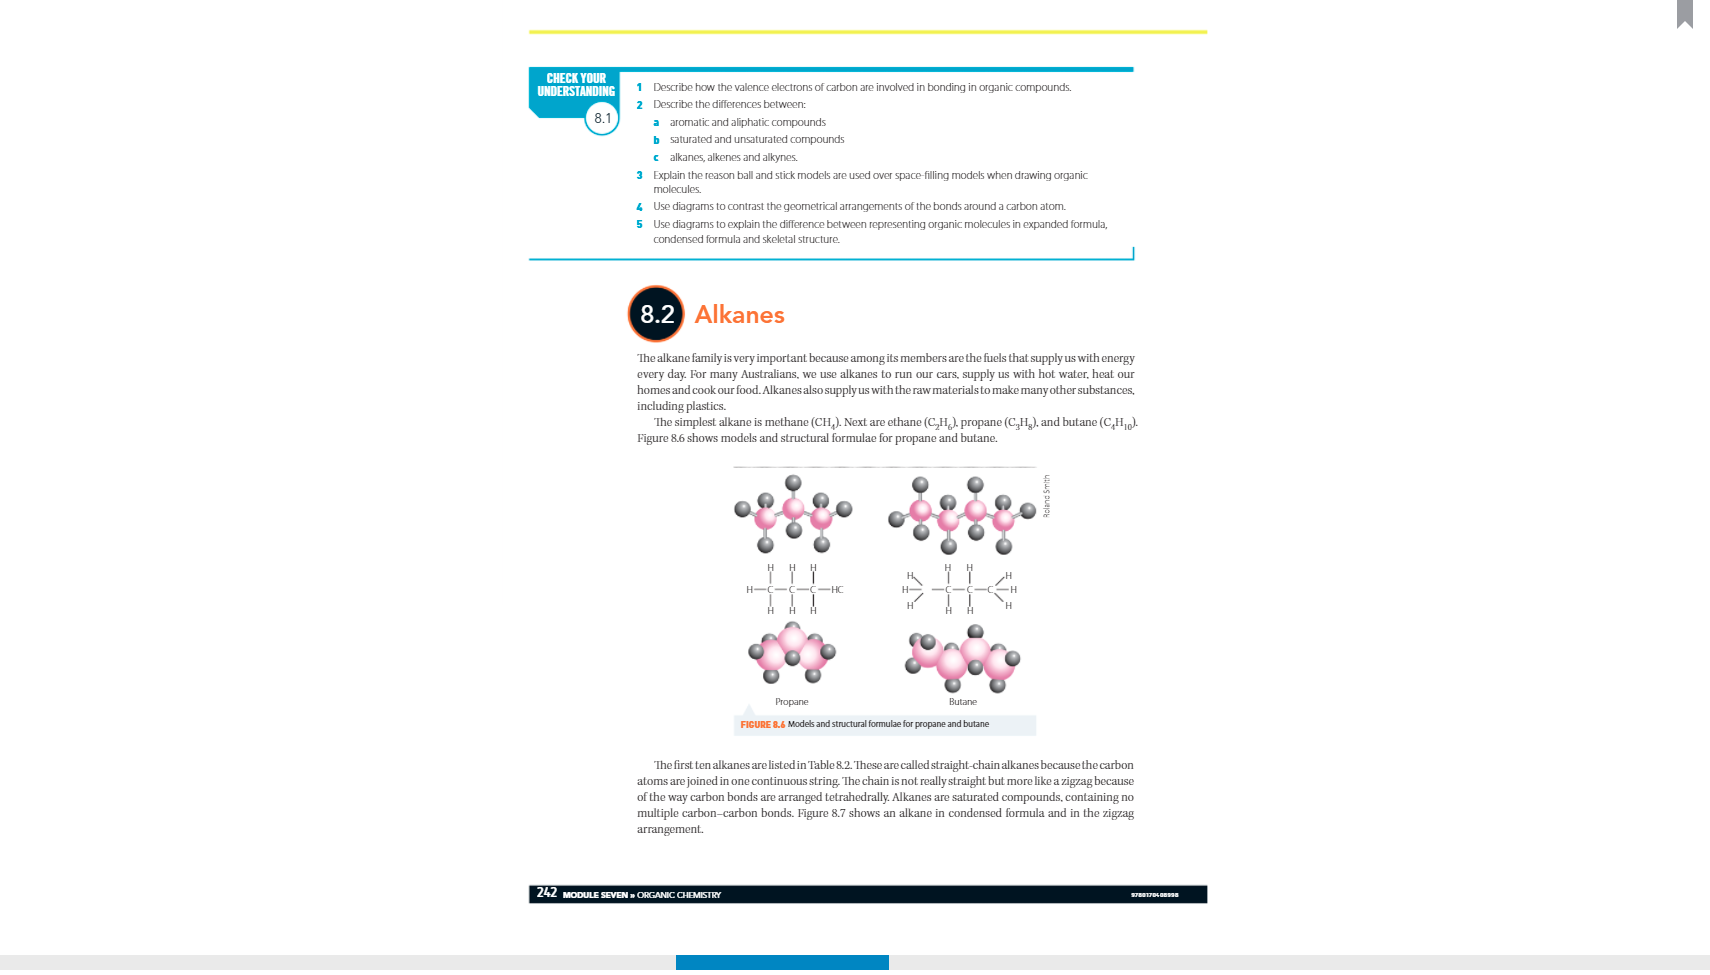 CHECK YOUR
UNDERSTANDING
8.1
1 Describe how the valence electrons of carbon are involved in bonding in organic compounds.
2 Describe the differences between:
a aromatic and aliphatic compounds
b saturated and unsaturated compounds
c alkanes, alkenes and alkynes.
3 Explain the reason ball and stick models are used over space-filling models when drawing organic
molecules.
4 Use diagrams to contrast the geometrical arrangements of the bonds around a carbon atom.
5 Use diagrams to explain the difference between representing organic molecules in expanded formula,
condensed formula and skeletal structure.
8.2 Alkanes
The alkane family is very important because among its members are the fuels that supply us with energy
every day. For many Australians, we use alkanes to run our cars, supply us with hot water, heat our
homes and cook our food. Alkanes also supply us with the raw materials to make many other substances,
including plastics.
The simplest alkane is methane (CH₄). Next are ethane (C₂H₆), propane (C₃H₈), and butane (C₄H₁₀).
Figure 8.6 shows models and structural formulae for propane and butane.
Roland Smith
H H H
H—C—C—C—HC
H H H
H H H H
H— —C—C—C—H
H H H H
Propane
Butane
FIGURE 8.6 Models and structural formulae for propane and butane
The first ten alkanes are listed in Table 8.2. These are called straight-chain alkanes because the carbon
atoms are joined in one continuous string. The chain is not really straight but more like a zigzag because
of the way carbon bonds are arranged tetrahedrally. Alkanes are saturated compounds, containing no
multiple carbon–carbon bonds. Figure 8.7 shows an alkane in condensed formula and in the zigzag
arrangement.
242 MODULE SEVEN » ORGANIC CHEMISTRY
9780170408998